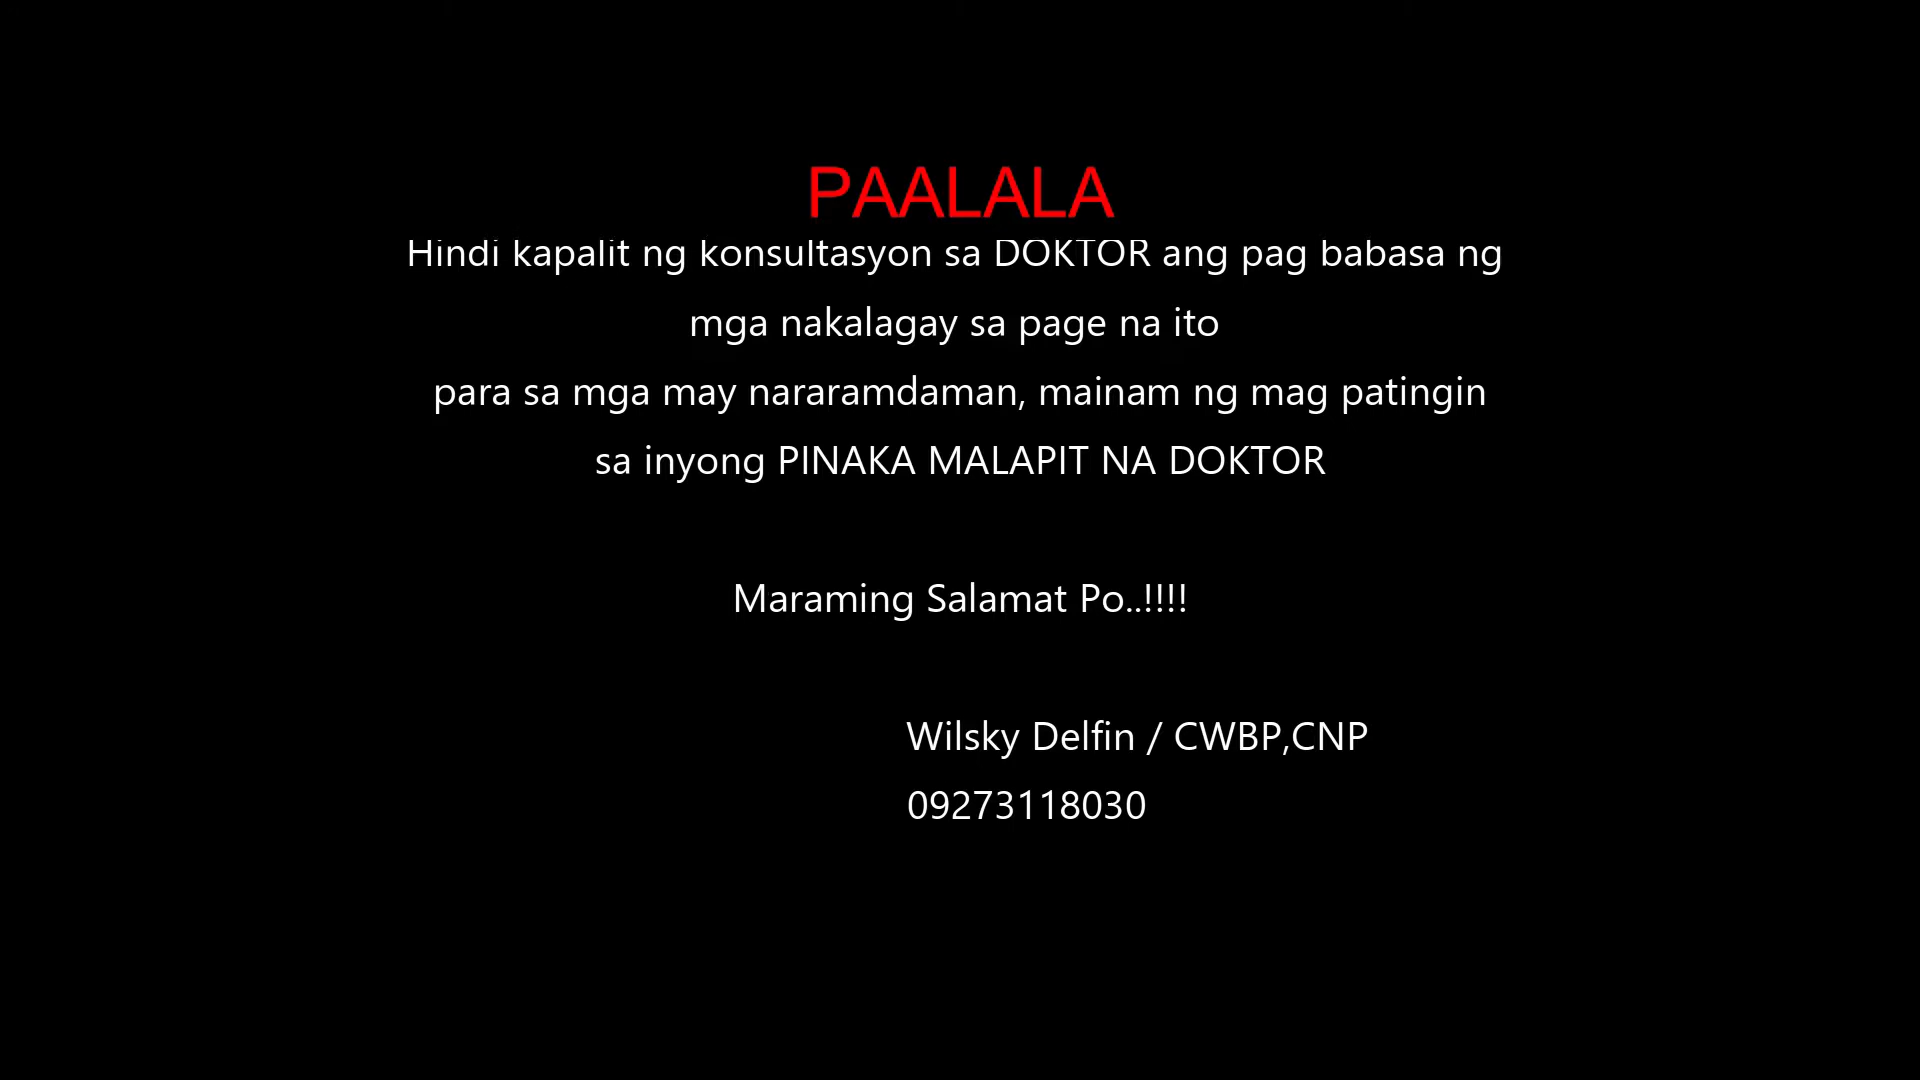 PAALALA
Hindi kapalit ng konsultasyon sa DOKTOR ang pag babasa ng
mga nakalagay sa page na ito
para sa mga may nararamdaman, mainam ng mag patingin
sa inyong PINAKA MALAPIT NA DOKTOR
Maraming Salamat Po..!!!!
Wilsky Delfin / CWBP,CNP
09273118030